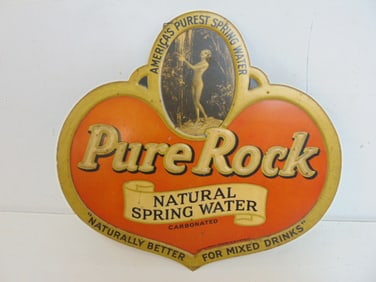 AMERICA'S PUREST SPRING WATER
Pure Rock
NATURAL
SPRING WATER
CARBONATED
"NATURALLY BETTER FOR MIXED DRINKS"